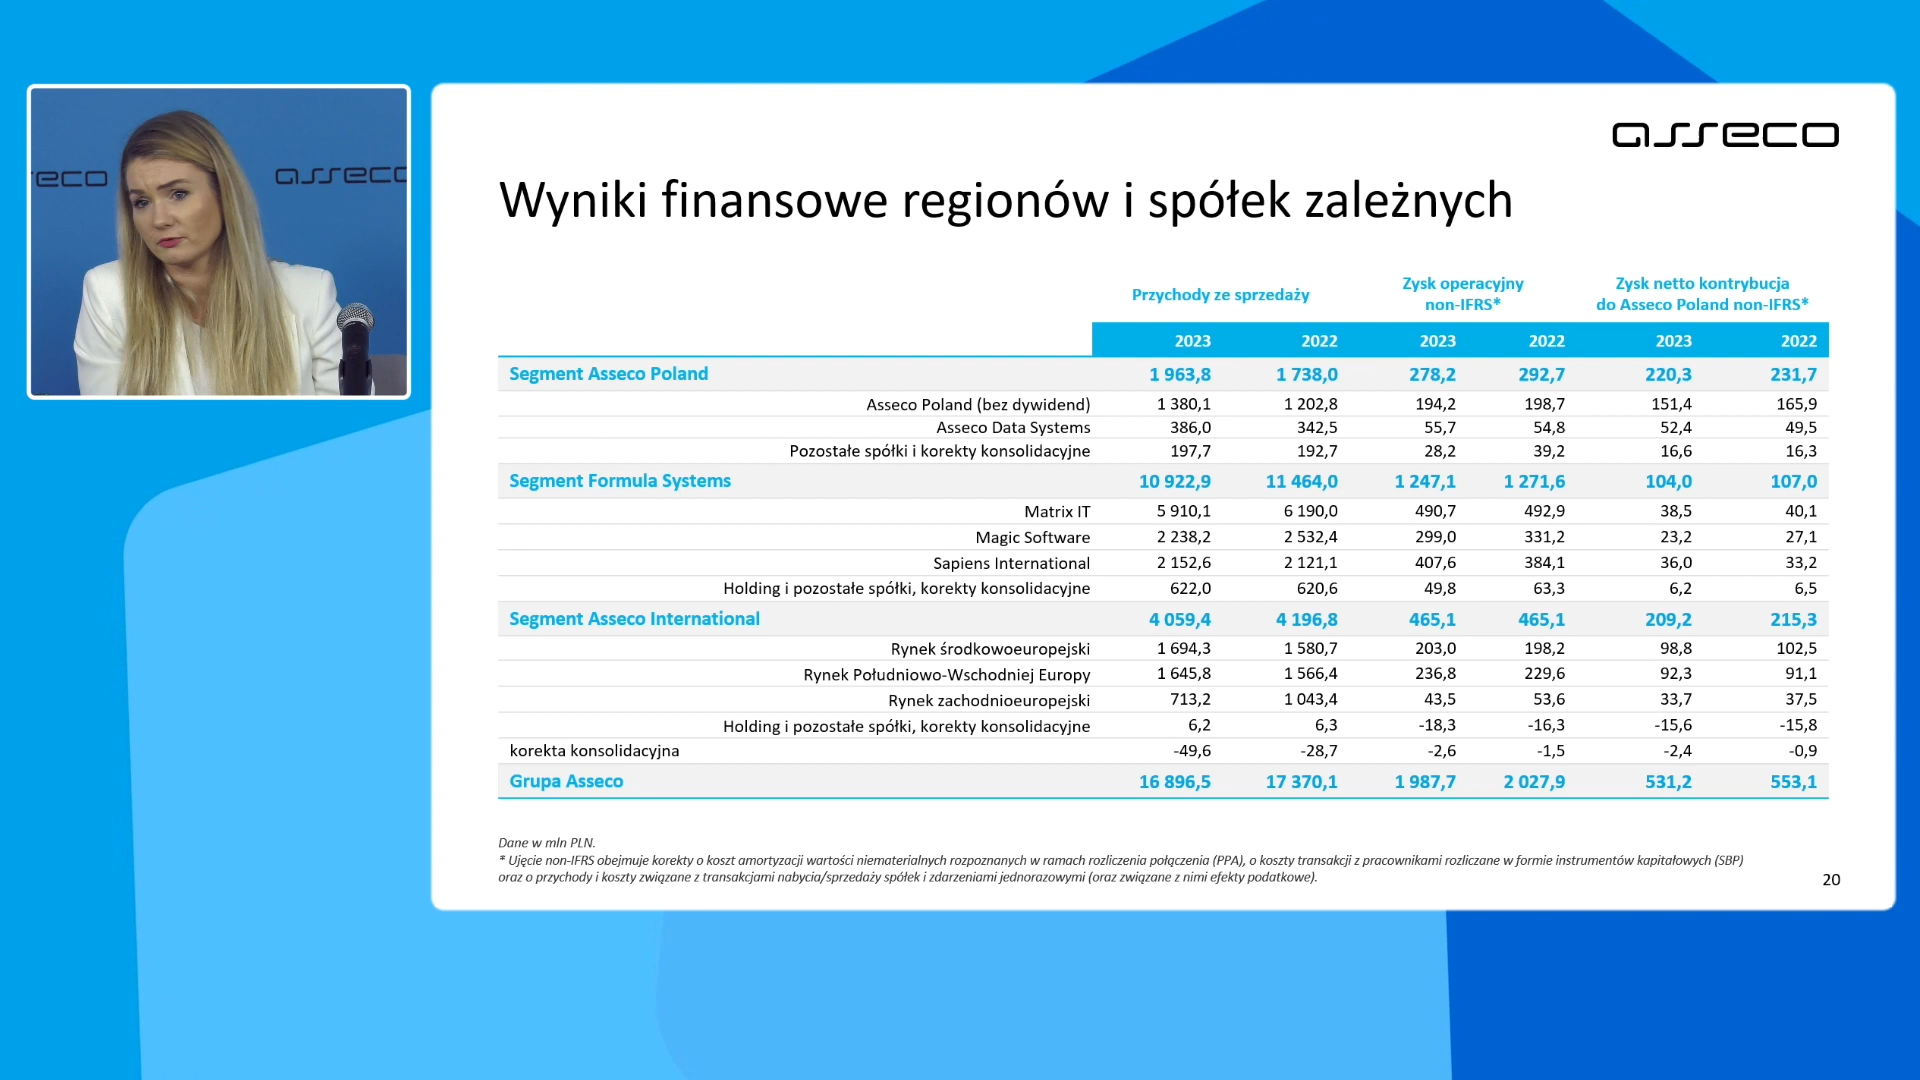 eco
asseco
asseco
Wyniki finansowe regionów i spółek zależnych
Przychody ze sprzedaży
Zysk operacyjny
non-IFRS*
Zysk netto kontrybucja
do Asseco Poland non-IFRS*
2023 2022 2023 2022 2023 2022
Segment Asseco Poland 1 963,8 1 738,0 278,2 292,7 220,3 231,7
Asseco Poland (bez dywidend) 1 380,1 1 202,8 194,2 198,7 151,4 165,9
Asseco Data Systems 386,0 342,5 55,7 54,8 52,4 49,5
Pozostałe spółki i korekty konsolidacyjne 197,7 192,7 28,2 39,2 16,6 16,3
Segment Formula Systems 10 922,9 11 464,0 1 247,1 1 271,6 104,0 107,0
Matrix IT 5 910,1 6 190,0 490,7 492,9 38,5 40,1
Magic Software 2 238,2 2 532,4 299,0 331,2 23,2 27,1
Sapiens International 2 152,6 2 121,1 407,6 384,1 36,0 33,2
Holding i pozostałe spółki, korekty konsolidacyjne 622,0 620,6 49,8 63,3 6,2 6,5
Segment Asseco International 4 059,4 4 196,8 465,1 465,1 209,2 215,3
Rynek środkowoeuropejski 1 694,3 1 580,7 203,0 198,2 98,8 102,5
Rynek Południowo-Wschodniej Europy 1 645,8 1 566,4 236,8 229,6 92,3 91,1
Rynek zachodnioeuropejski 713,2 1 043,4 43,5 53,6 33,7 37,5
Holding i pozostałe spółki, korekty konsolidacyjne 6,2 6,3 -18,3 -16,3 -15,6 -15,8
korekta konsolidacyjna -49,6 -28,7 -2,6 -1,5 -2,4 -0,9
Grupa Asseco 16 896,5 17 370,1 1 987,7 2 027,9 531,2 553,1
Dane w mln PLN.
* Ujęcie non-IFRS obejmuje korekty o koszt amortyzacji wartości niematerialnych rozpoznanych w ramach rozliczenia połączenia (PPA), o koszty transakcji z pracownikami rozliczane w formie instrumentów kapitałowych (SBP)
oraz o przychody i koszty związane z transakcjami nabycia/sprzedaży spółek i zdarzeniami jednorazowymi (oraz związane z nimi efekty podatkowe).
20